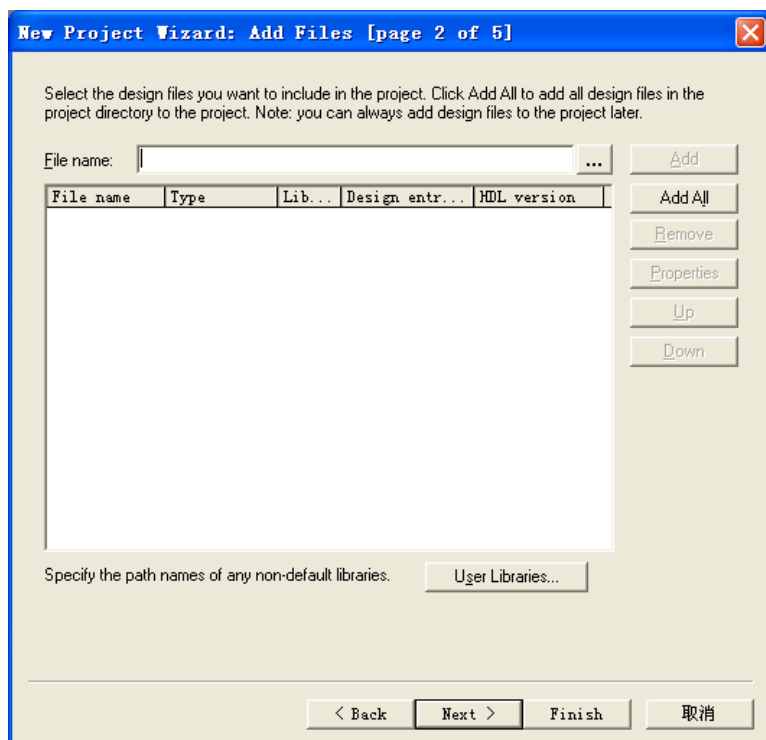 New Project Wizard: Add Files [page 2 of 5]
Select the design files you want to include in the project. Click Add All to add all design files in the
project directory to the project. Note: you can always add design files to the project later.
File name: ... Add
File name Type Lib... Design entr... HDL version Add All
Remove
Properties
Up
Down
Specify the path names of any non-default libraries. User Libraries...
< Back Next > Finish 取消